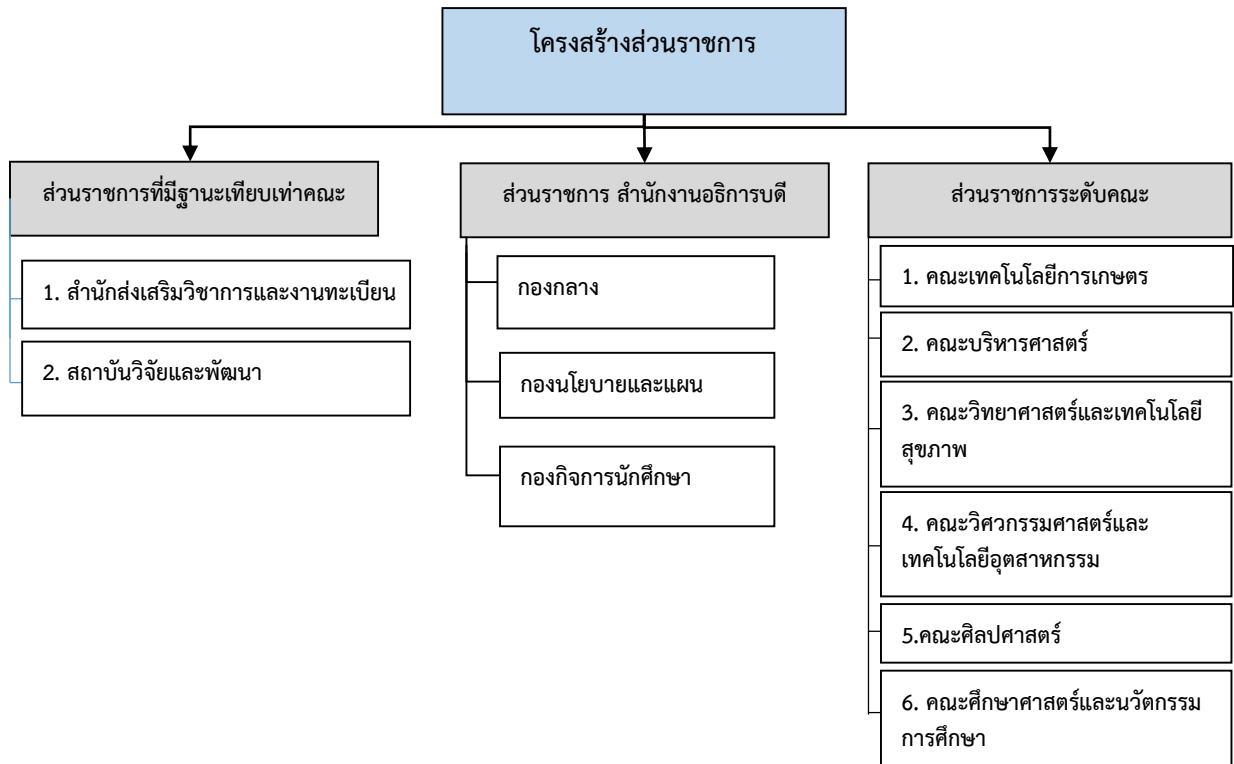 โครงสร้างส่วนราชการ
ส่วนราชการที่มีฐานะเทียบเท่าคณะ
1. สำนักส่งเสริมวิชาการและงานทะเบียน
2. สถาบันวิจัยและพัฒนา
ส่วนราชการ สำนักงานอธิการบดี
กองกลาง
กองนโยบายและแผน
กองกิจการนักศึกษา
ส่วนราชการระดับคณะ
1. คณะเทคโนโลยีการเกษตร
2. คณะบริหารศาสตร์
3. คณะวิทยาศาสตร์และเทคโนโลยี
สุขภาพ
4. คณะวิศวกรรมศาสตร์และ
เทคโนโลยีอุตสาหกรรม
5.คณะศิลปศาสตร์
6. คณะศึกษาศาสตร์และนวัตกรรม
การศึกษา